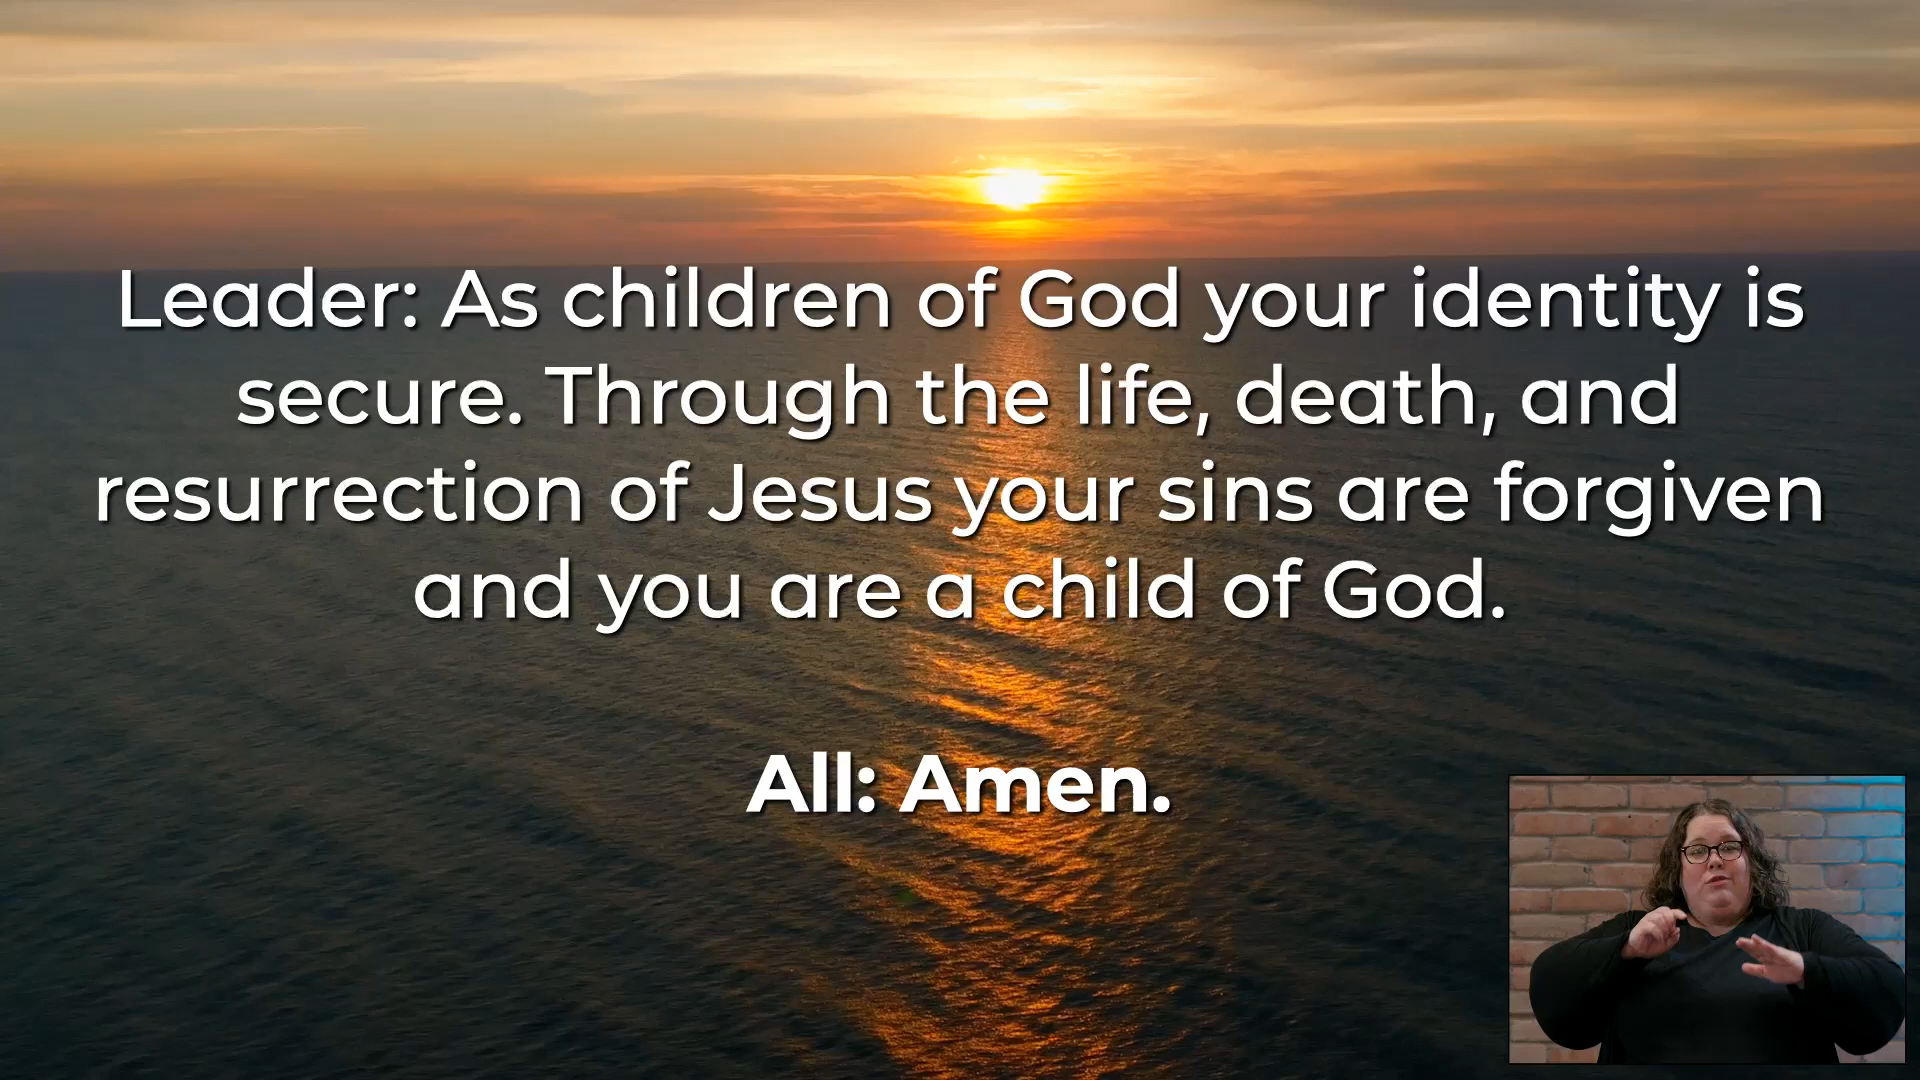 Leader: As children of God your identity is
secure. Through the life, death, and
resurrection of Jesus your sins are forgiven
and you are a child of God.
All: Amen.